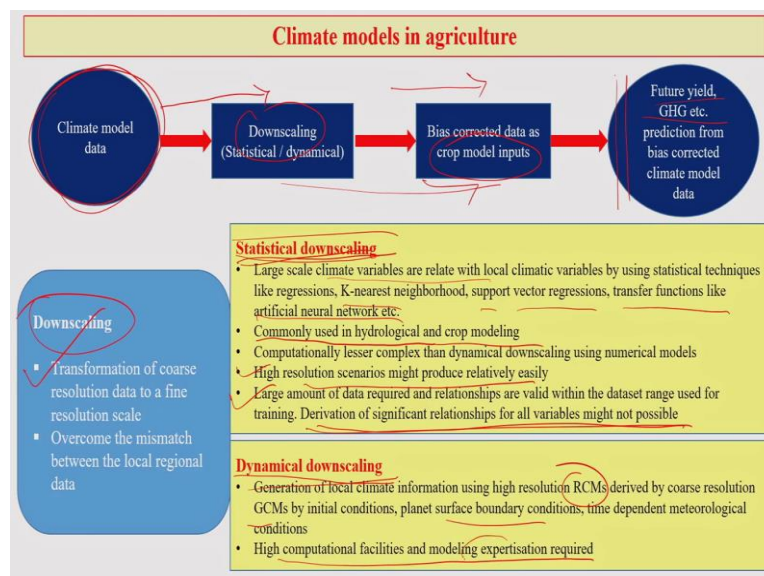 Climate models in agriculture
Climate model
data
Downscaling
(Statistical / dynamical)
Bias corrected data as
crop model inputs
Future yield,
GHG etc.
prediction from
bias corrected
climate model
data
Downscaling
▪ Transformation of coarse
resolution data to a fine
resolution scale
▪ Overcome the mismatch
between the local regional
data
Statistical downscaling
• Large scale climate variables are relate with local climatic variables by using statistical techniques
like regressions, K-nearest neighborhood, support vector regressions, transfer functions like
artificial neural network etc.
• Commonly used in hydrological and crop modeling
• Computationally lesser complex than dynamical downscaling using numerical models
• High resolution scenarios might produce relatively easily
• Large amount of data required and relationships are valid within the dataset range used for
training. Derivation of significant relationships for all variables might not possible
Dynamical downscaling
• Generation of local climate information using high resolution RCMs derived by coarse resolution
GCMs by initial conditions, planet surface boundary conditions, time dependent meteorological
conditions
• High computational facilities and modeling expertisation required